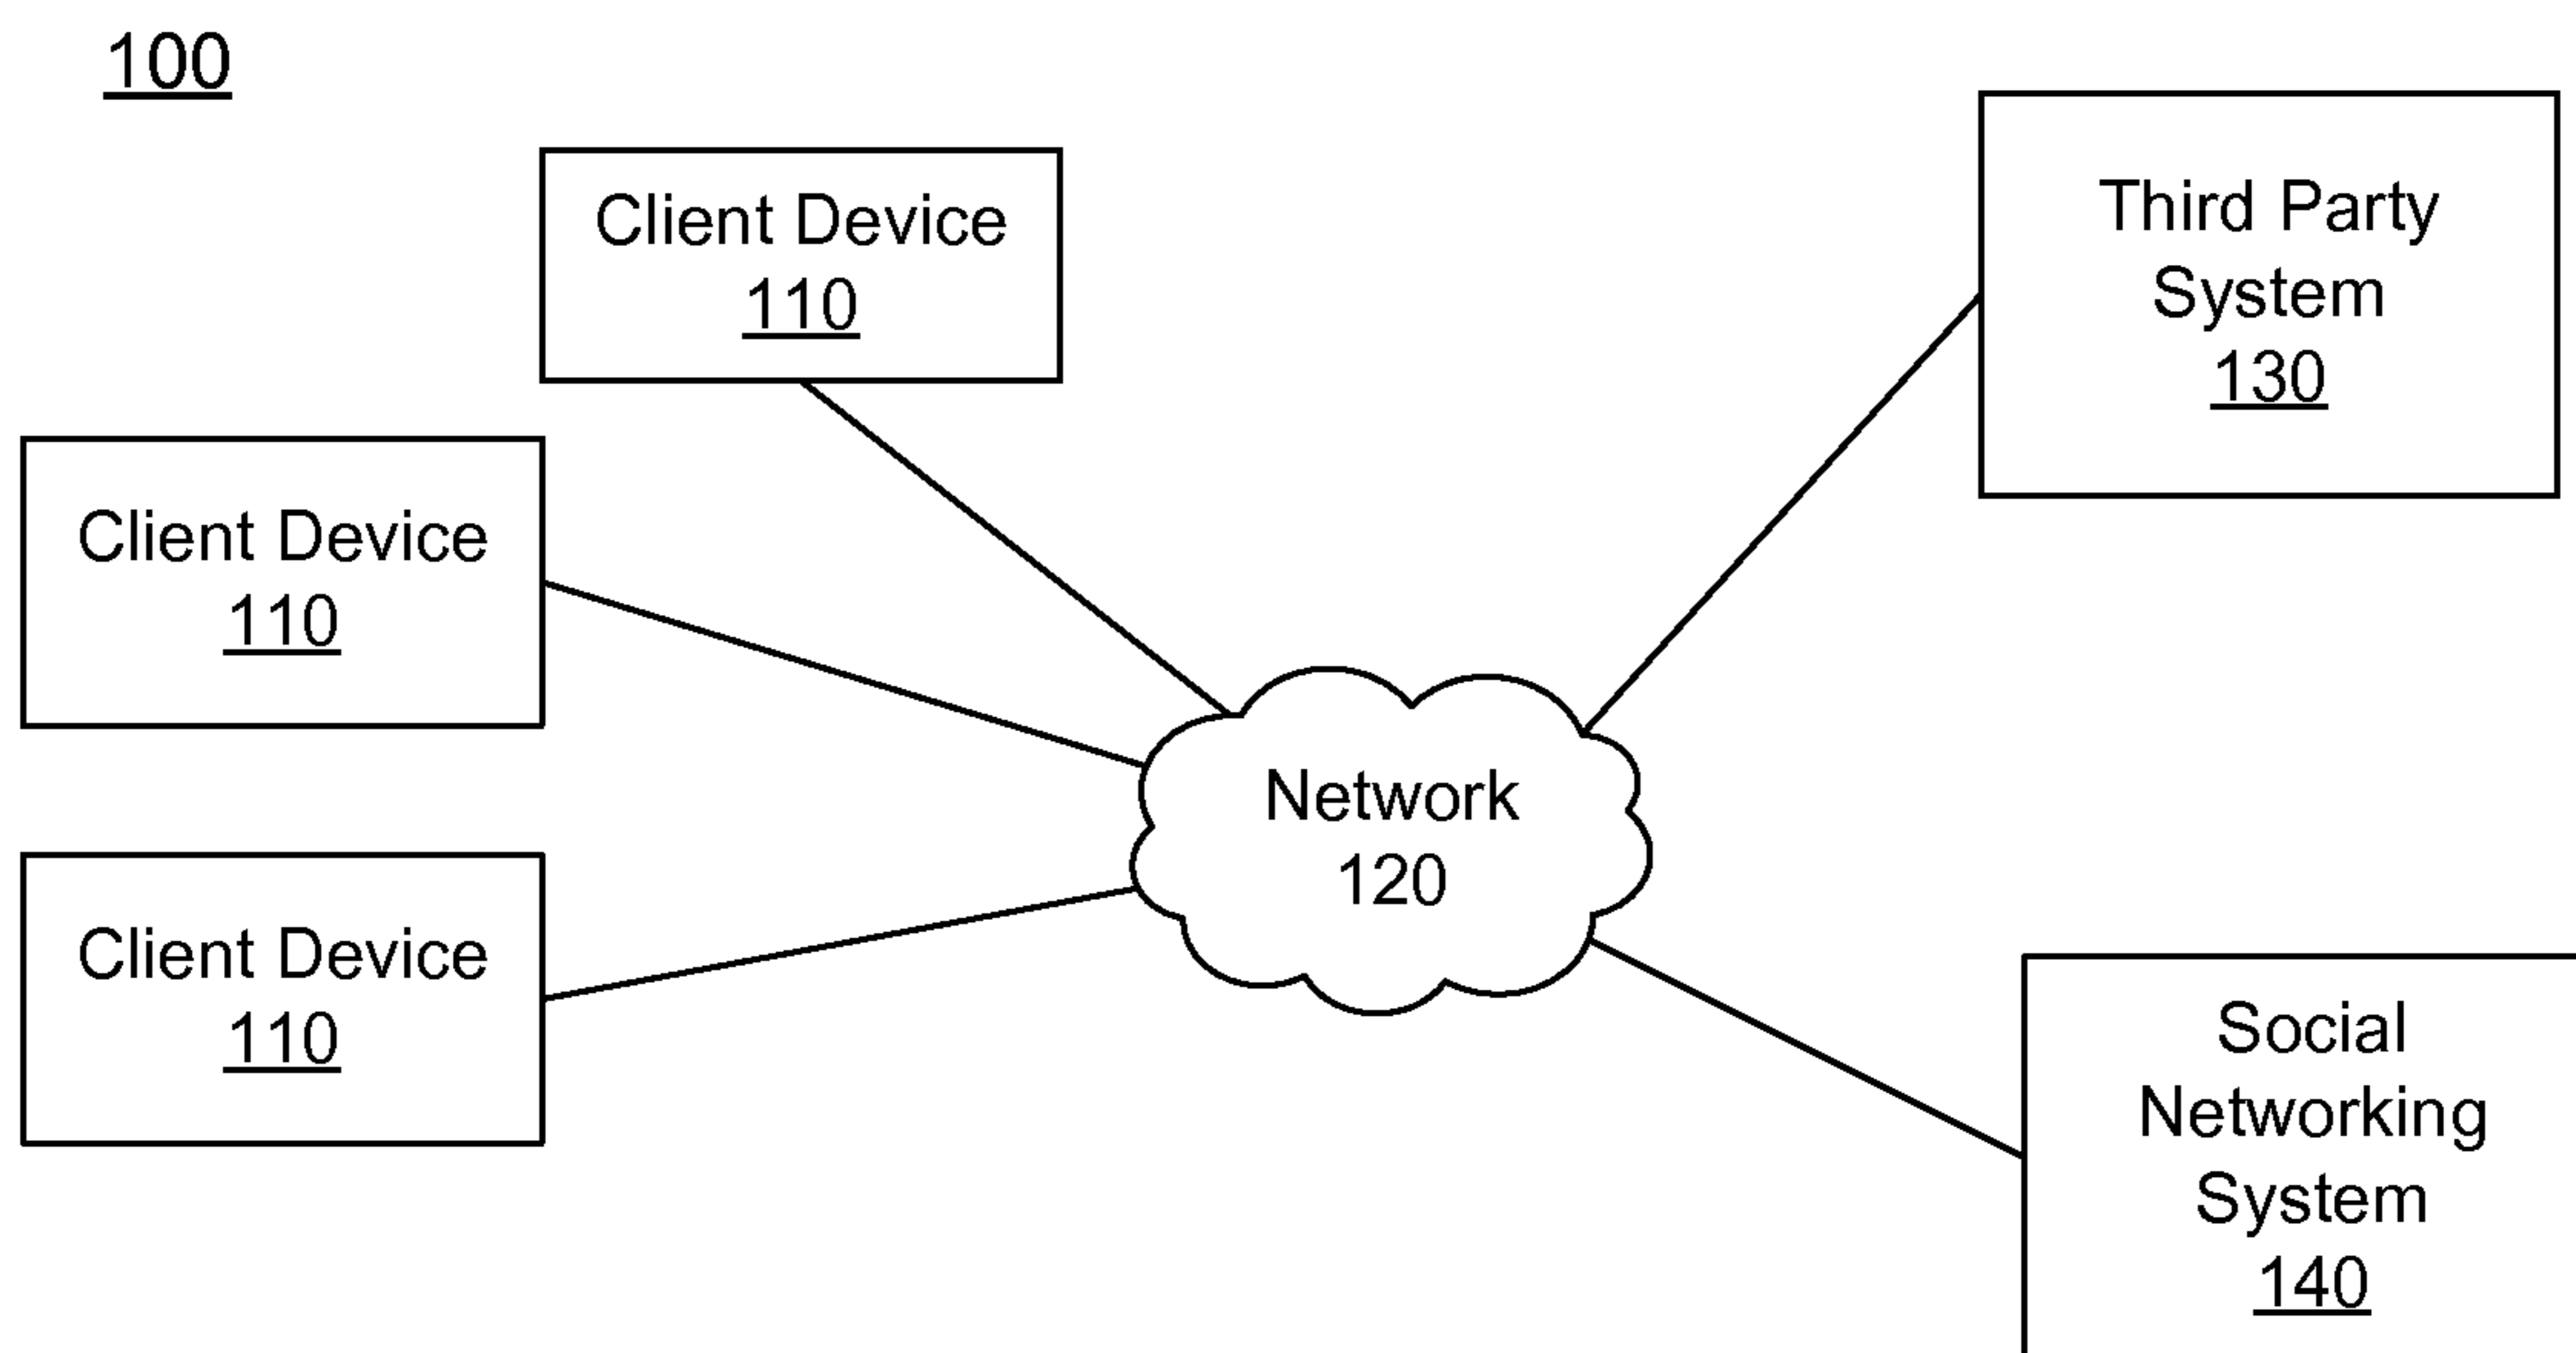 100
Client Device
110
Third Party
System
130
Client Device
110
Network
120
Client Device
110
Social
Networking
System
140